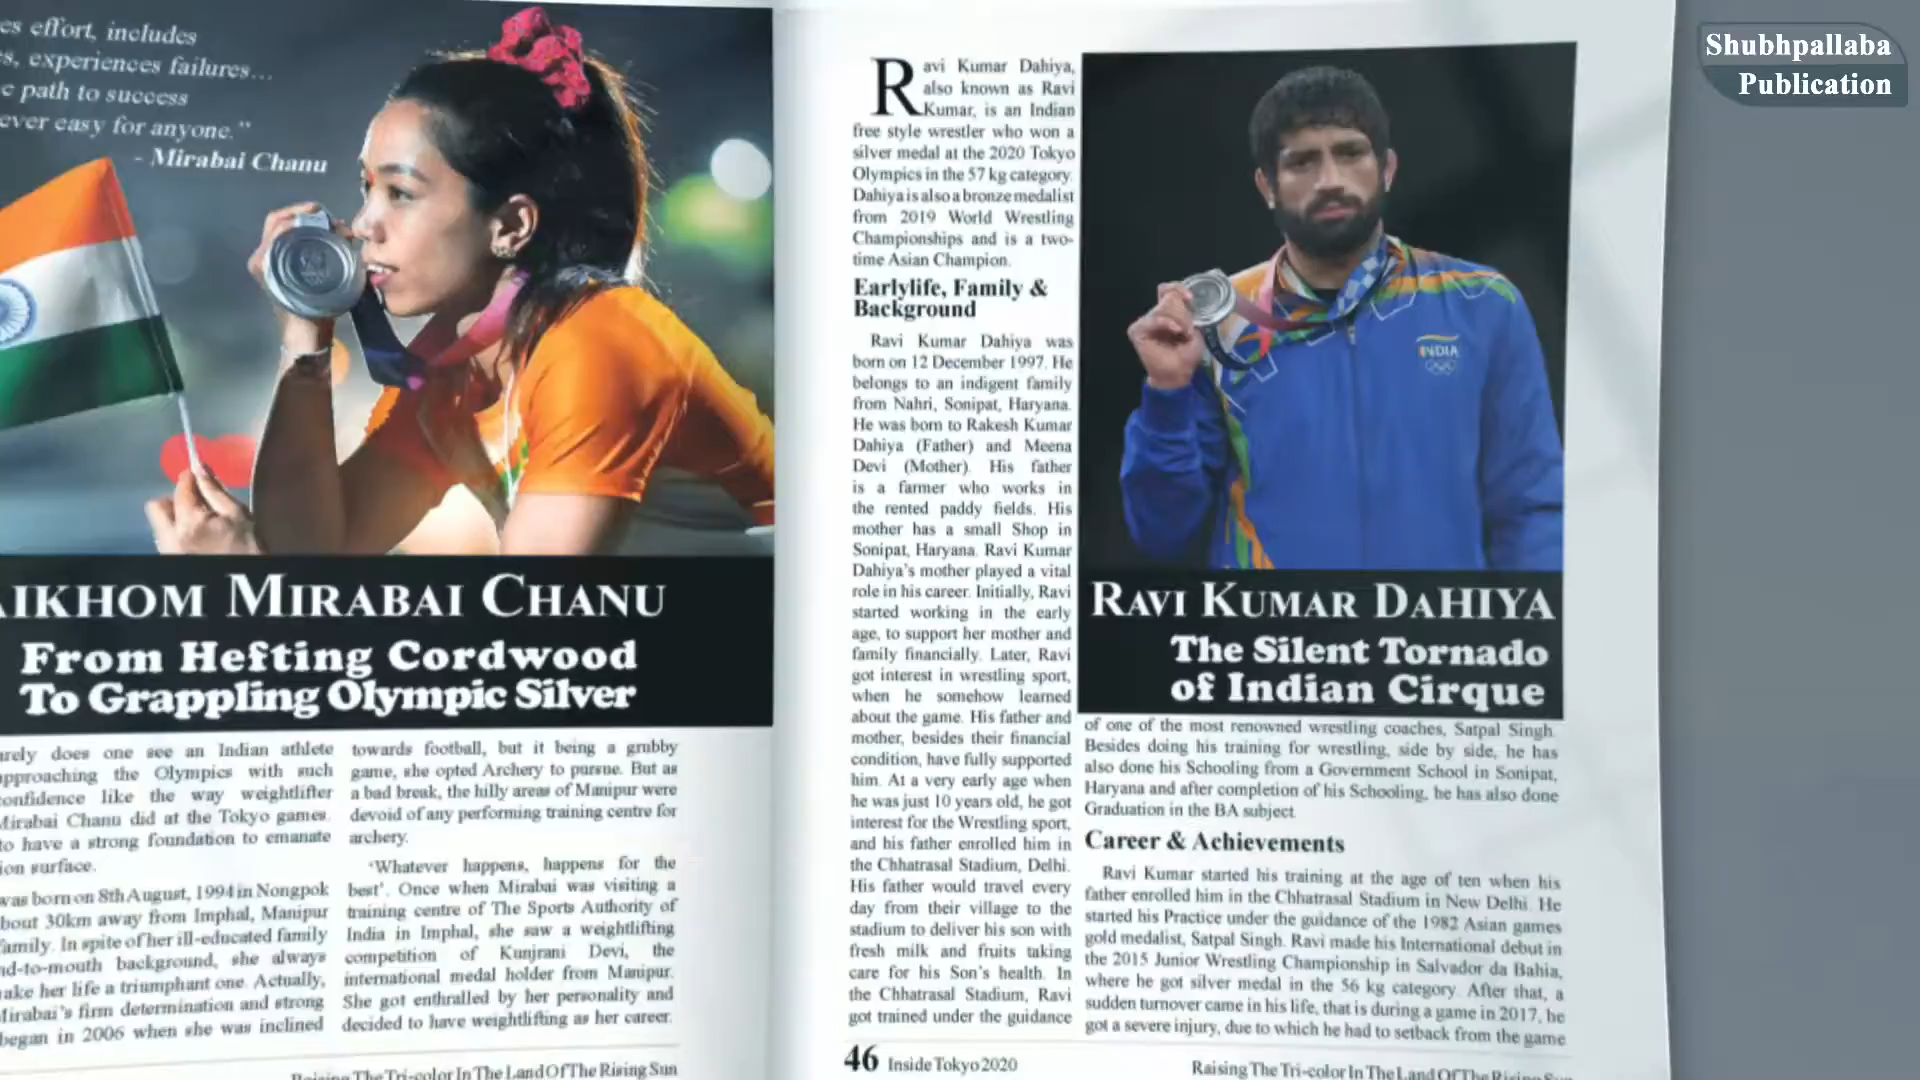 es effort, includes
s, experiences failures...
e path to success
ever easy for anyone."
- Mirabai Chanu
IKHOM MIRABAI CHANU
From Hefting Cordwood
To Grappling Olympic Silver
rely does one see an Indian athlete
pproaching the Olympics with such
onfidence like the way weightlifter
Mirabai Chanu did at the Tokyo games.
to have a strong foundation to emanate
ion surface.
was born on 8th August, 1994 in Nongpok
bout 30km away from Imphal, Manipur
family. In spite of her ill-educated family
nd-to-mouth background, she always
ake her life a triumphant one. Actually,
Mirabai's firm determination and strong
began in 2006 when she was inclined
towards football, but it being a grubby
game, she opted Archery to pursue. But as
a bad break, the hilly areas of Manipur were
devoid of any performing training centre for
archery.
'Whatever happens, happens for the
best'. Once when Mirabai was visiting a
training centre of The Sports Authority of
India in Imphal, she saw a weightlifting
competition of Kunjrani Devi, the
international medal holder from Manipur.
She got enthralled by her personality and
decided to have weightlifting as her career.
Raising The Tri-color In The Land Of The Rising Sun
Ravi Kumar Dahiya,
also known as Ravi
Kumar, is an Indian
free style wrestler who won a
silver medal at the 2020 Tokyo
Olympics in the 57 kg category.
Dahiya is also a bronze medalist
from 2019 World Wrestling
Championships and is a two-
time Asian Champion.
Earlylife, Family &
Background
Ravi Kumar Dahiya was
born on 12 December 1997. He
belongs to an indigent family
from Nahri, Sonipat, Haryana.
He was born to Rakesh Kumar
Dahiya (Father) and Meena
Devi (Mother). His father
is a farmer who works in
the rented paddy fields. His
mother has a small Shop in
Sonipat, Haryana. Ravi Kumar
Dahiya's mother played a vital
role in his career. Initially, Ravi
started working in the early
age, to support her mother and
family financially. Later, Ravi
got interest in wrestling sport,
when he somehow learned
about the game. His father and
mother, besides their financial
condition, have fully supported
him. At a very early age when
he was just 10 years old, he got
interest for the Wrestling sport,
and his father enrolled him in
the Chhatrasal Stadium, Delhi.
His father would travel every
day from their village to the
stadium to deliver his son with
fresh milk and fruits taking
care for his Son's health. In
the Chhatrasal Stadium, Ravi
got trained under the guidance
INDIA
RAVI KUMAR DAHIYA
The Silent Tornado
of Indian Cirque
of one of the most renowned wrestling coaches, Satpal Singh.
Besides doing his training for wrestling, side by side, he has
also done his Schooling from a Government School in Sonipat,
Haryana and after completion of his Schooling, he has also done
Graduation in the BA subject.
Career & Achievements
Ravi Kumar started his training at the age of ten when his
father enrolled him in the Chhatrasal Stadium in New Delhi. He
started his Practice under the guidance of the 1982 Asian games
gold medalist, Satpal Singh. Ravi made his International debut in
the 2015 Junior Wrestling Championship in Salvador da Bahia,
where he got silver medal in the 56 kg category. After that, a
sudden turnover came in his life, that is during a game in 2017, he
got a severe injury, due to which he had to setback from the game
46 Inside Tokyo 2020
Raising The Tri-color In The Land Of The Rising Sun
Shubhpallaba
Publication